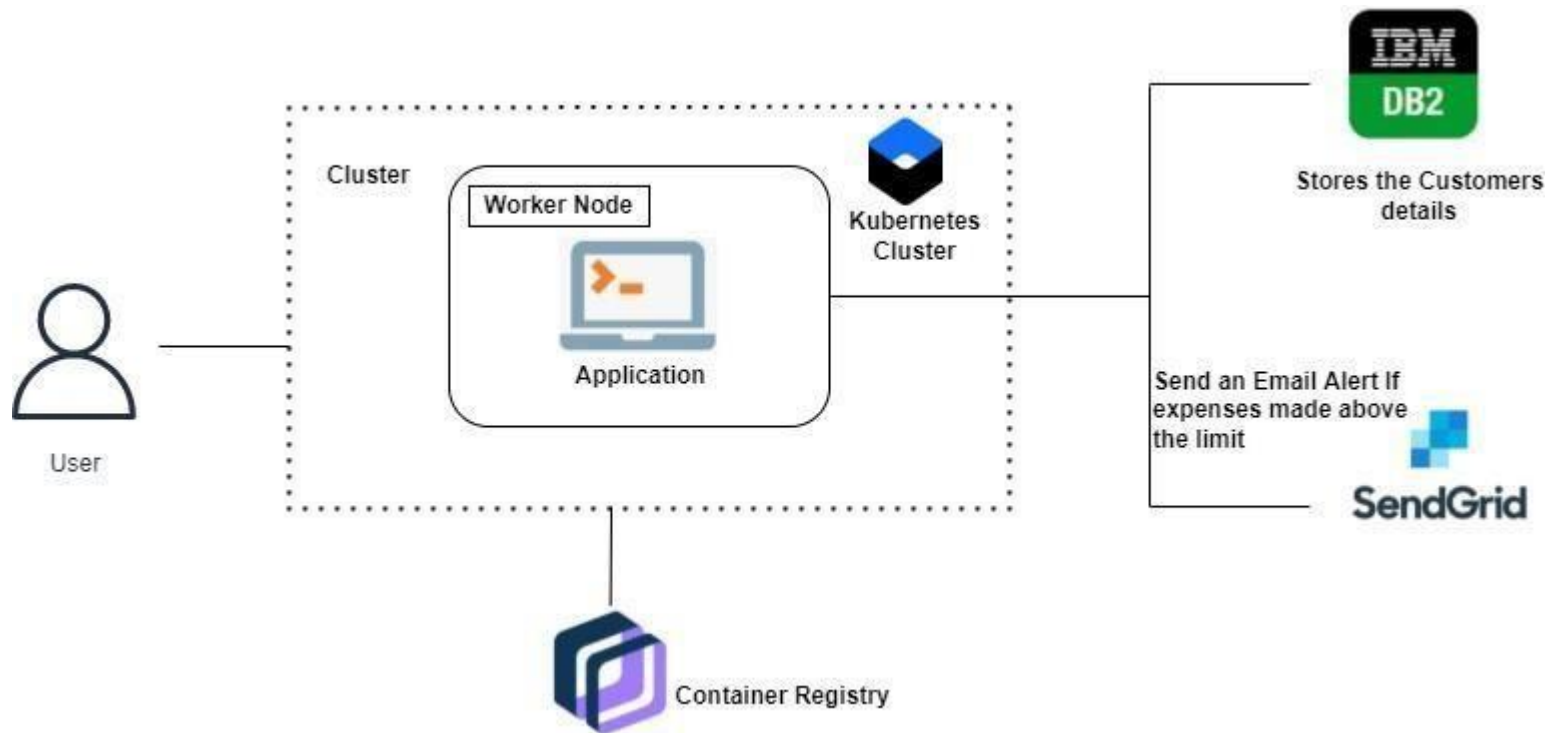 IBM
DB2
Stores the Customers
details
Cluster
Worker Node
Kubernetes
Cluster
Application
User
Send an Email Alert If
expenses made above
the limit
SendGrid
Container Registry